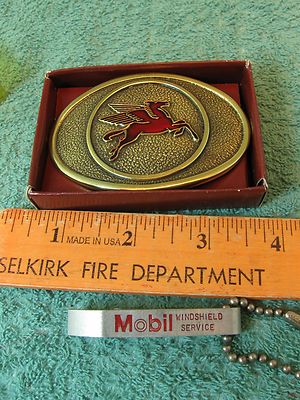 1 2 3 4
MADE IN USA
SELKIRK FIRE DEPARTMENT
Mobil WINDSHIELD
SERVICE